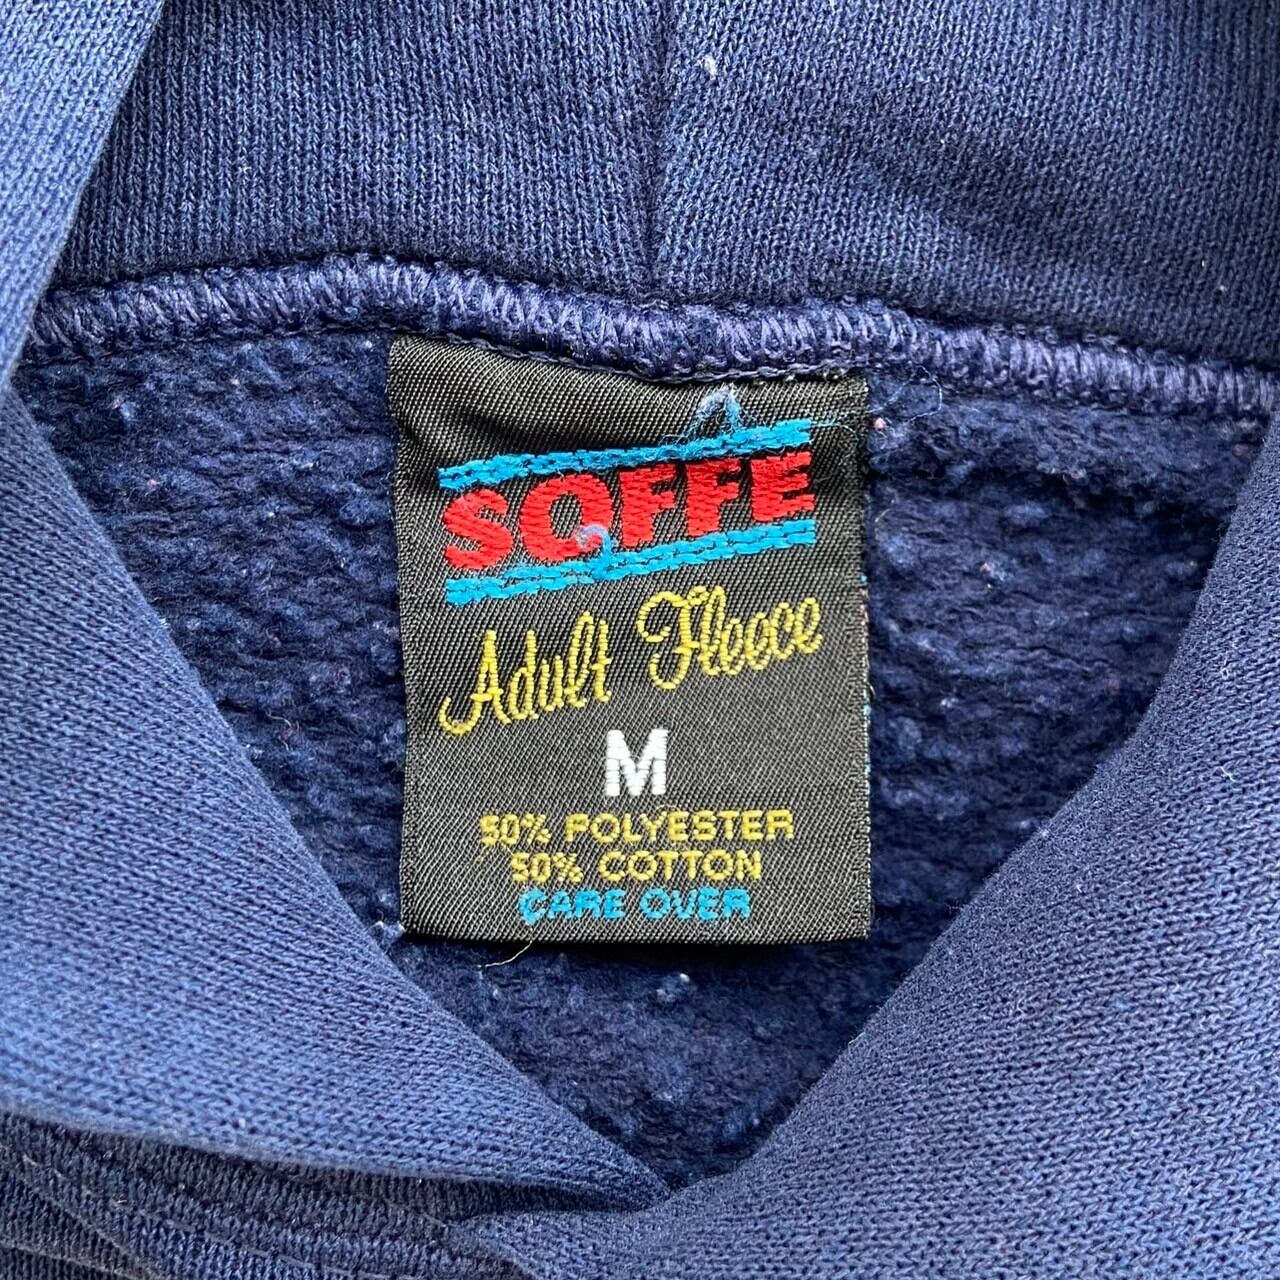 SOFFE
Adult Fleece
M
50% POLYESTER
50% COTTON
CARE OVER